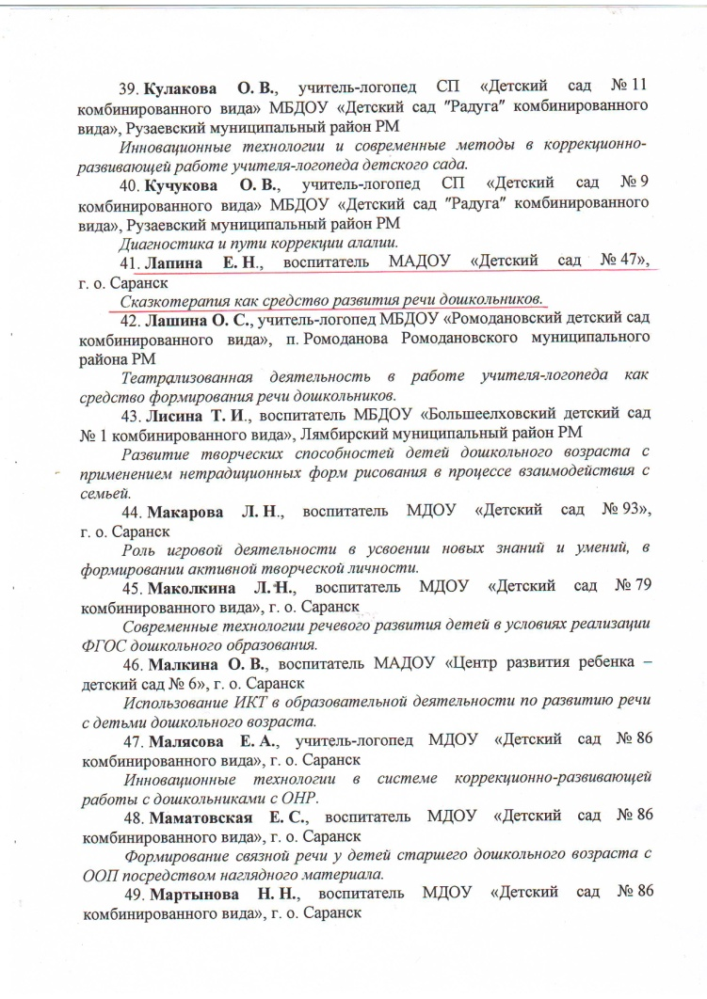 39. Кулакова О. В., учитель-логопед СП «Детский сад № 11
комбинированного вида» МБДОУ «Детский сад "Радуга" комбинированного
вида», Рузаевский муниципальный район РМ
Инновационные технологии и современные методы в коррекционно-
развивающей работе учителя-логопеда детского сада.
40. Кучукова О. В., учитель-логопед СП «Детский сад № 9
комбинированного вида» МБДОУ «Детский сад "Радуга" комбинированного
вида», Рузаевский муниципальный район РМ
Диагностика и пути коррекции алалии.
41. Лапина Е. Н., воспитатель МАДОУ «Детский сад № 47»,
г. о. Саранск
Сказкотерапия как средство развития речи дошкольников.
42. Лашина О. С., учитель-логопед МБДОУ «Ромодановский детский сад
комбинированного вида», п. Ромоданова Ромодановского муниципального
района РМ
Театрализованная деятельность в работе учителя-логопеда как
средство формирования речи дошкольников.
43. Лисина Т. И., воспитатель МБДОУ «Большеелховский детский сад
№ 1 комбинированного вида», Лямбирский муниципальный район РМ
Развитие творческих способностей детей дошкольного возраста с
применением нетрадиционных форм рисования в процессе взаимодействия с
семьей.
44. Макарова Л. Н., воспитатель МДОУ «Детский сад № 93»,
г. о. Саранск
Роль игровой деятельности в усвоении новых знаний и умений, в
формировании активной творческой личности.
45. Маколкина Л. Н., воспитатель МДОУ «Детский сад № 79
комбинированного вида», г. о. Саранск
Современные технологии речевого развития детей в условиях реализации
ФГОС дошкольного образования.
46. Малкина О. В., воспитатель МАДОУ «Центр развития ребенка –
детский сад № 6», г. о. Саранск
Использование ИКТ в образовательной деятельности по развитию речи
с детьми дошкольного возраста.
47. Малясова Е. А., учитель-логопед МДОУ «Детский сад № 86
комбинированного вида», г. о. Саранск
Инновационные технологии в системе коррекционно-развивающей
работы с дошкольниками с ОНР.
48. Маматовская Е. С., воспитатель МДОУ «Детский сад № 86
комбинированного вида», г. о. Саранск
Формирование связной речи у детей старшего дошкольного возраста с
ООП посредством наглядного материала.
49. Мартынова Н. Н., воспитатель МДОУ «Детский сад № 86
комбинированного вида», г. о. Саранск